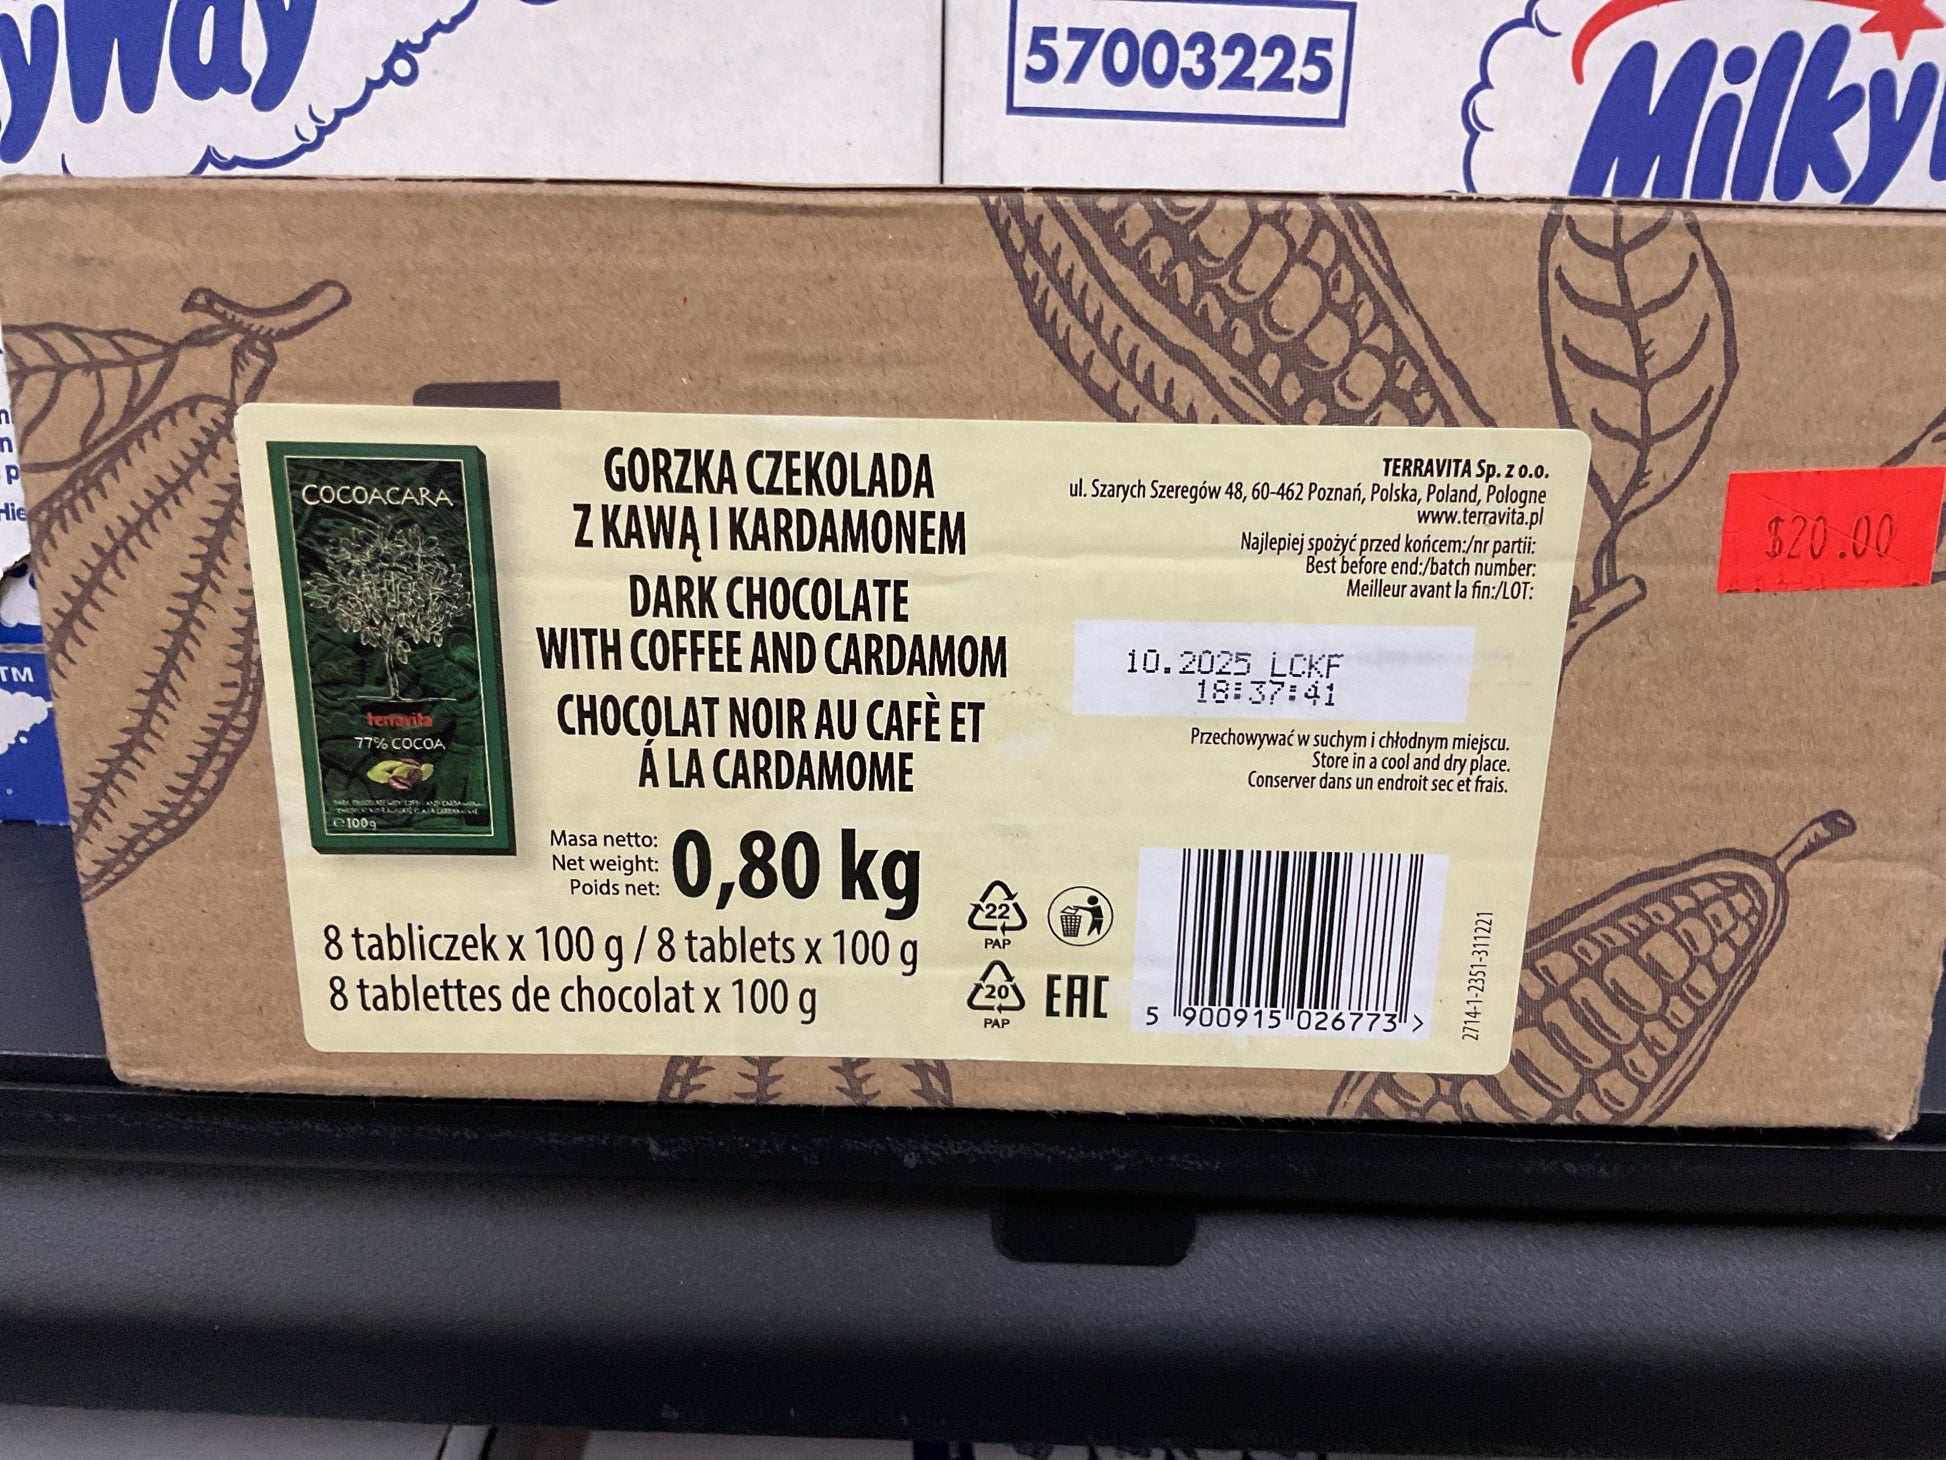 57003225
Milky
COCOACARA
terravita
77% COCOA
℮100g
GORZKA CZEKOLADA
Z KAWĄ I KARDAMONEM
DARK CHOCOLATE
WITH COFFEE AND CARDAMOM
CHOCOLAT NOIR AU CAFÈ ET
Á LA CARDAMOME
Masa netto:
Net weight:
Poids net:
0,80 kg
8 tabliczek x 100 g / 8 tablets x 100 g
8 tablettes de chocolat x 100 g
22
PAP
20
PAP
EAC
TERRAVITA Sp. z o.o.
ul. Szarych Szeregów 48, 60-462 Poznań, Polska, Poland, Pologne
www.terravita.pl
Najlepiej spożyć przed końcem:/nr partii:
Best before end:/batch number:
Meilleur avant la fin:/LOT:
10.2025 LCKF
18:37:41
Przechowywać w suchym i chłodnym miejscu.
Store in a cool and dry place.
Conserver dans un endroit sec et frais.
5 900915 026773 >
2714-1-2351-311221
$20.00
TM